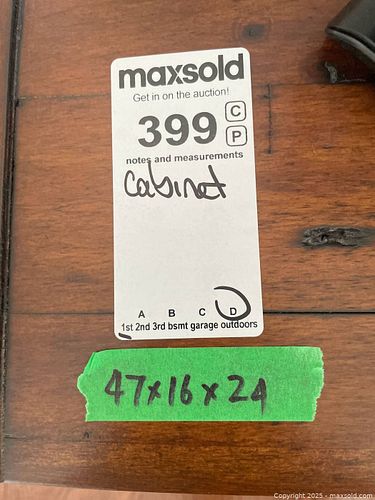 maxsold
Get in on the auction!
399 C
P
notes and measurements
Cabinet
A B C D
1st 2nd 3rd bsmt garage outdoors
47x16x24
Copyright 2025 - maxsold.com